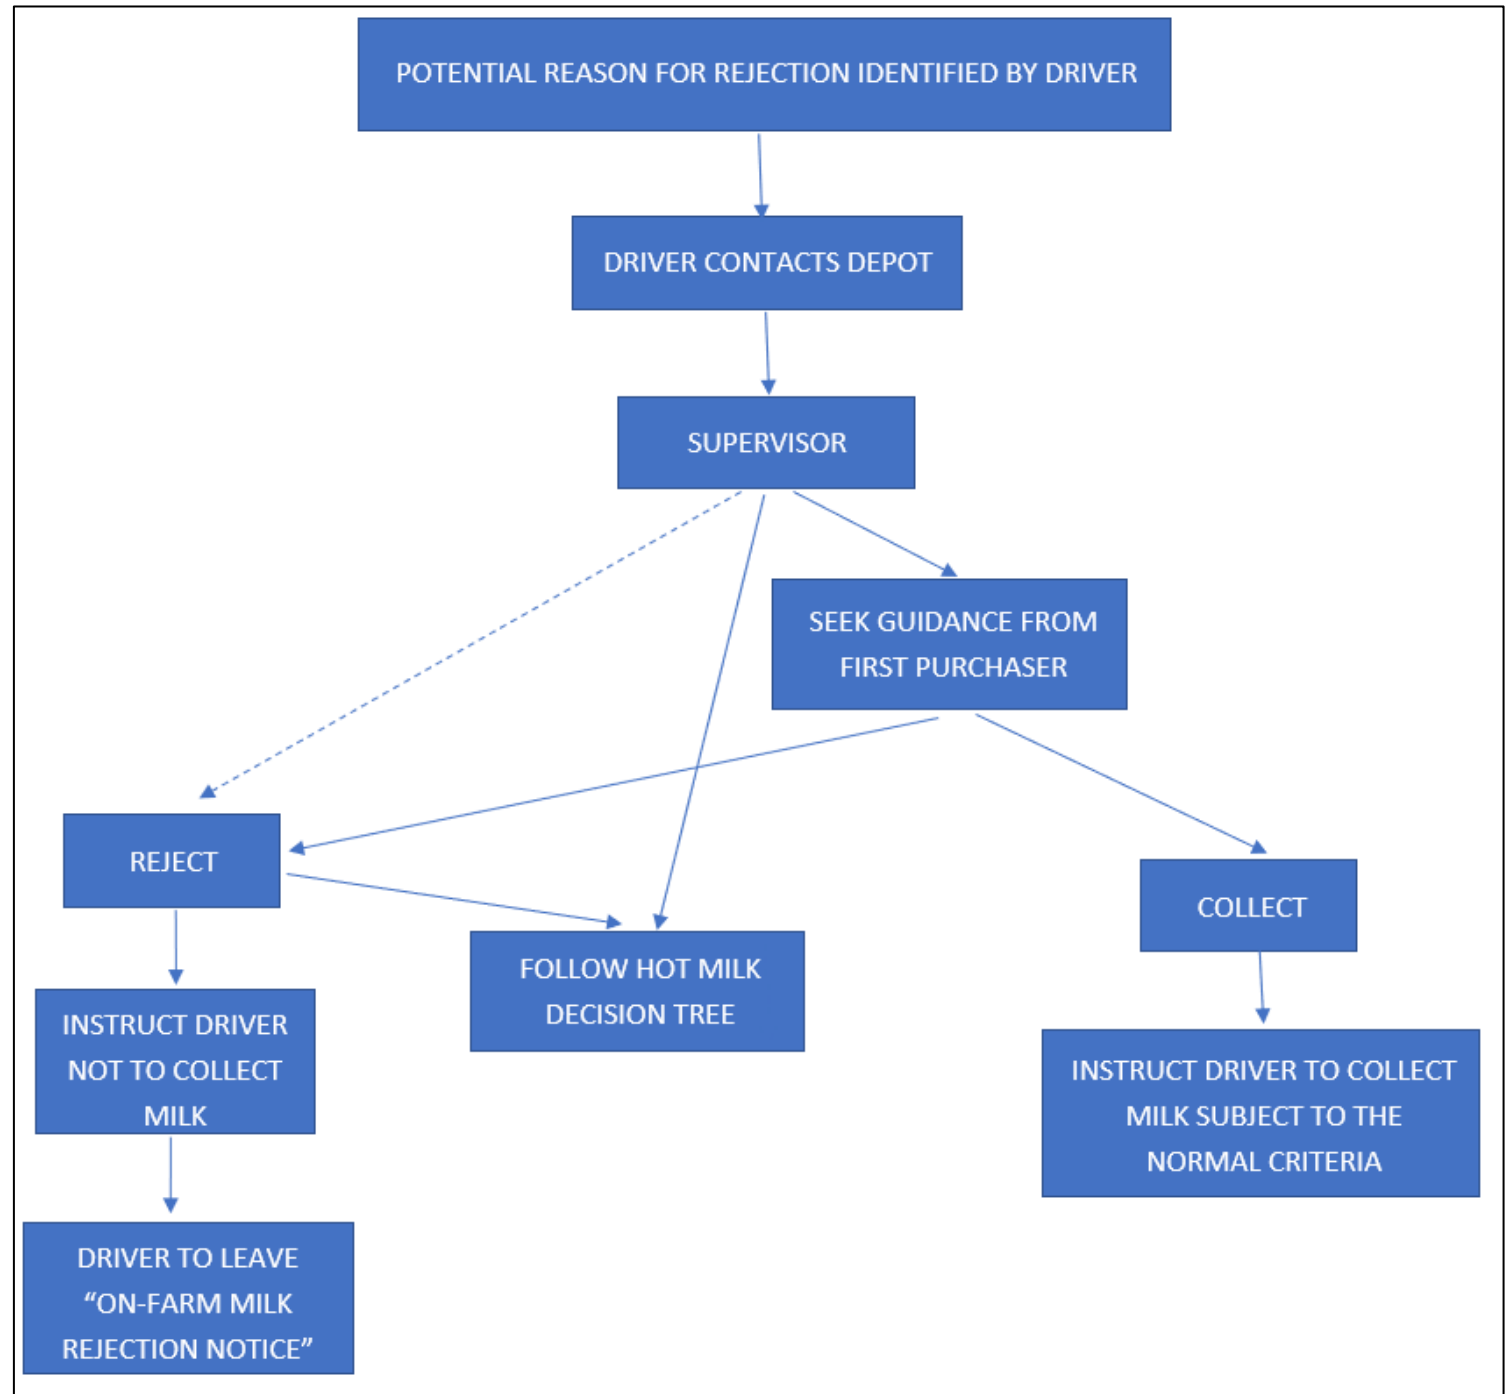 POTENTIAL REASON FOR REJECTION IDENTIFIED BY DRIVER
DRIVER CONTACTS DEPOT
SUPERVISOR
SEEK GUIDANCE FROM
FIRST PURCHASER
REJECT
COLLECT
FOLLOW HOT MILK
DECISION TREE
INSTRUCT DRIVER
NOT TO COLLECT
MILK
INSTRUCT DRIVER TO COLLECT
MILK SUBJECT TO THE
NORMAL CRITERIA
DRIVER TO LEAVE
“ON-FARM MILK
REJECTION NOTICE”